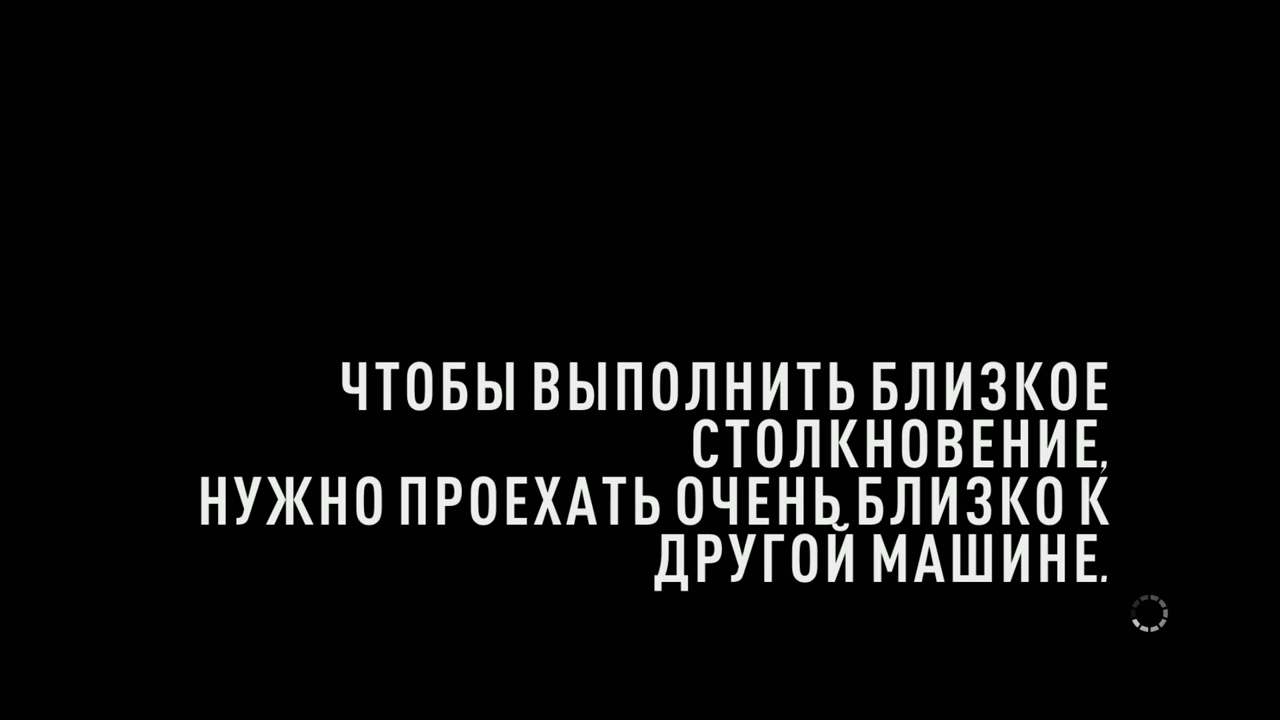 ЧТОБЫ ВЫПОЛНИТЬ БЛИЗКОЕ
СТОЛКНОВЕНИЕ,
НУЖНО ПРОЕХАТЬ ОЧЕНЬ БЛИЗКО К
ДРУГОЙ МАШИНЕ.